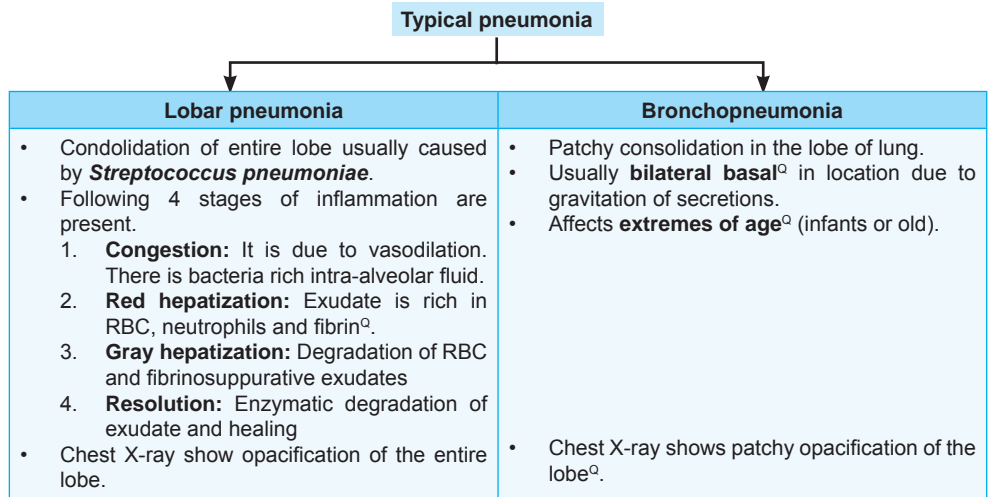 Typical pneumonia
Lobar pneumonia
• Condolidation of entire lobe usually caused
by Streptococcus pneumoniae.
• Following 4 stages of inflammation are
present.
1. Congestion: It is due to vasodilation.
There is bacteria rich intra-alveolar fluid.
2. Red hepatization: Exudate is rich in
RBC, neutrophils and fibrinQ.
3. Gray hepatization: Degradation of RBC
and fibrinosuppurative exudates
4. Resolution: Enzymatic degradation of
exudate and healing
• Chest X-ray show opacification of the entire
lobe.
Bronchopneumonia
• Patchy consolidation in the lobe of lung.
• Usually bilateral basalQ in location due to
gravitation of secretions.
• Affects extremes of ageQ (infants or old).
• Chest X-ray shows patchy opacification of the
lobeQ.